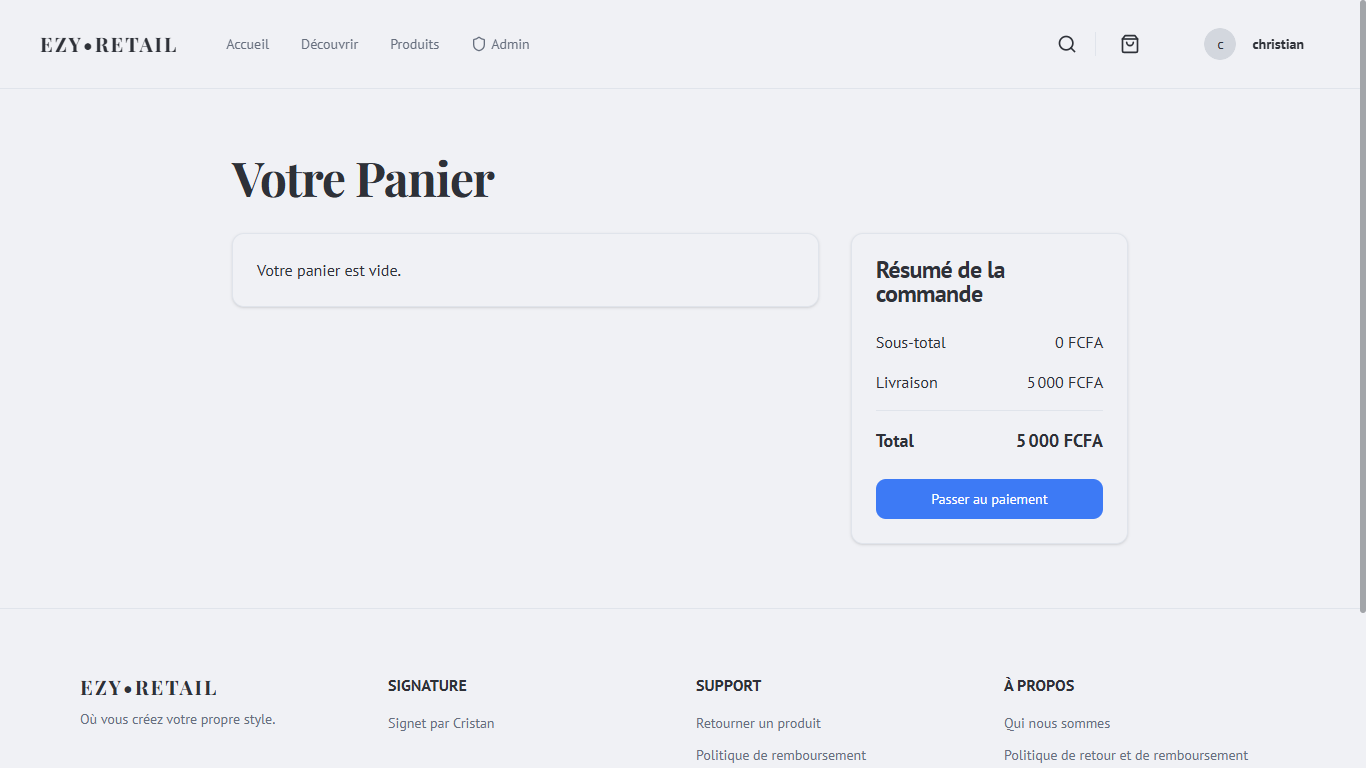 EZY●RETAIL
Accueil
Découvrir
Produits
Admin
c
christian
Votre Panier
Votre panier est vide.
Résumé de la
commande
Sous-total 0 FCFA
Livraison 5 000 FCFA
Total 5 000 FCFA
Passer au paiement
EZY●RETAIL
Où vous créez votre propre style.
SIGNATURE
Signet par Cristan
SUPPORT
Retourner un produit
Politique de remboursement
À PROPOS
Qui nous sommes
Politique de retour et de remboursement